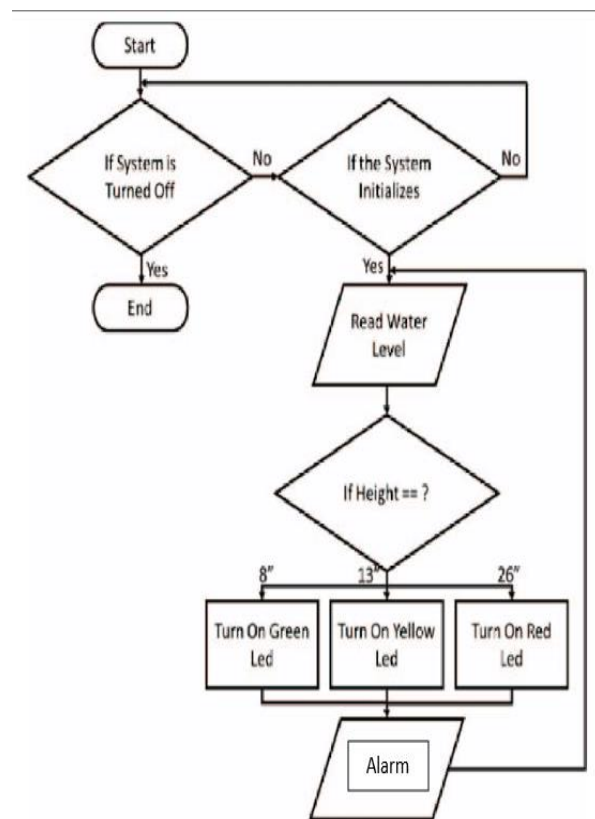 Start
If System is
Turned Off
No
If the System
Initializes
No
Yes
End
Yes
Read Water
Level
If Height == ?
8"
13"
26"
Turn On Green
Led
Turn On Yellow
Led
Turn On Red
Led
Alarm